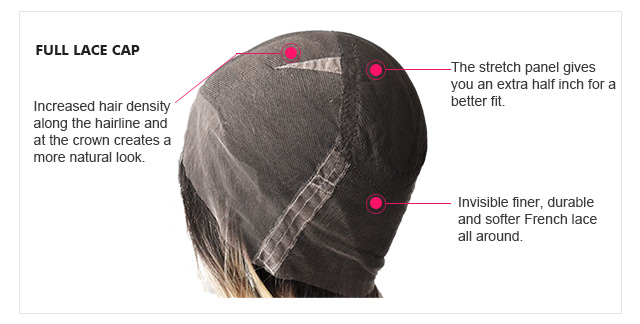 FULL LACE CAP
Increased hair density
along the hairline and
at the crown creates a
more natural look.
The stretch panel gives
you an extra half inch for a
better fit.
Invisible finer, durable
and softer French lace
all around.